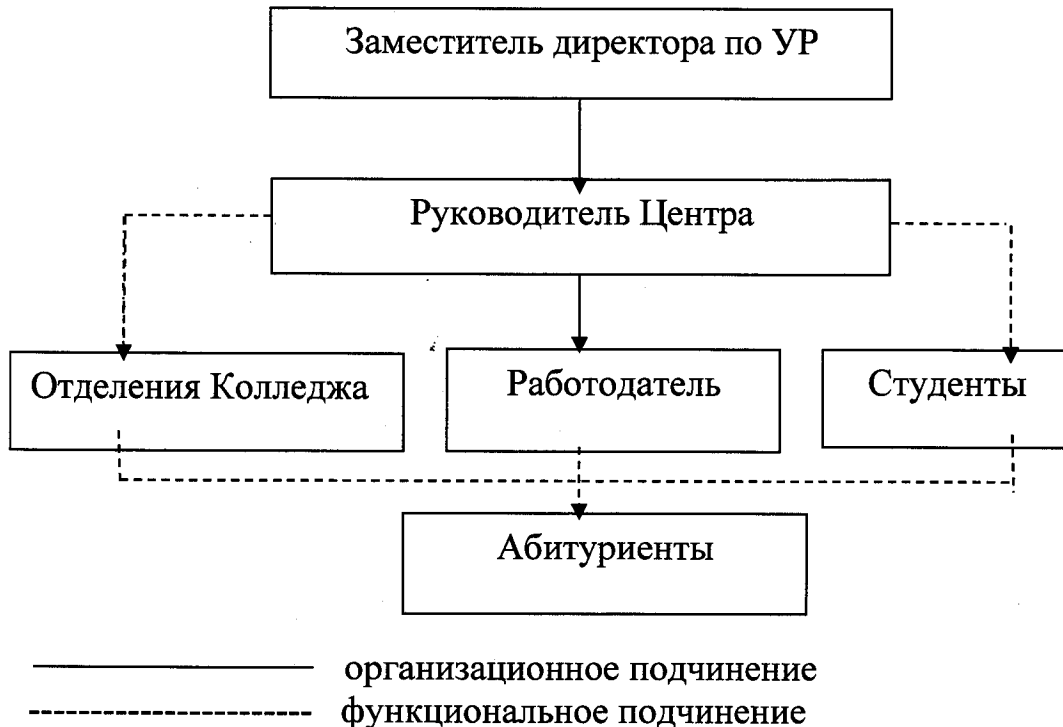 Заместитель директора по УР
Руководитель Центра
Отделения Колледжа
Работодатель
Студенты
Абитуриенты
организационное подчинение
функциональное подчинение